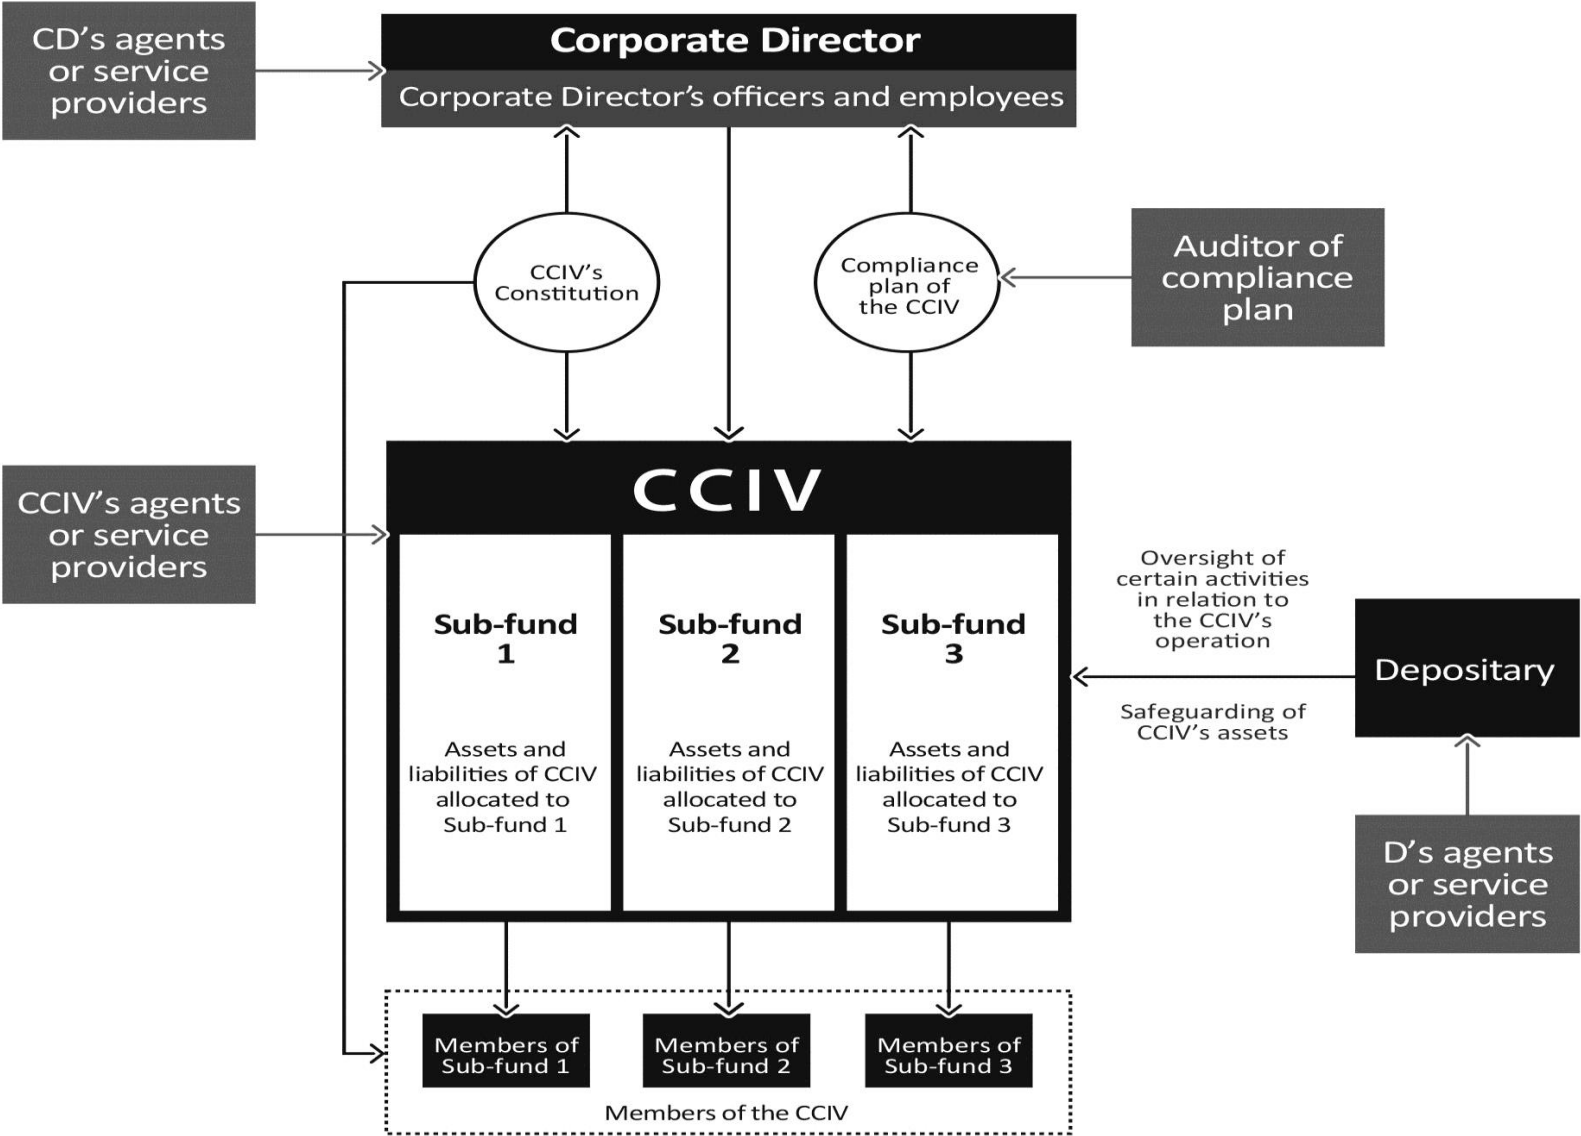 CD’s agents
or service
providers
Corporate Director
Corporate Director’s officers and employees
CCIV’s
Constitution
Compliance
plan of
the CCIV
Auditor of
compliance
plan
CCIV’s agents
or service
providers
CCIV
Sub-fund
1
Assets and
liabilities of CCIV
allocated to
Sub-fund 1
Sub-fund
2
Assets and
liabilities of CCIV
allocated to
Sub-fund 2
Sub-fund
3
Assets and
liabilities of CCIV
allocated to
Sub-fund 3
Oversight of
certain activities
in relation to
the CCIV’s
operation
Safeguarding of
CCIV’s assets
Depositary
D’s agents
or service
providers
Members of
Sub-fund 1
Members of
Sub-fund 2
Members of
Sub-fund 3
Members of the CCIV